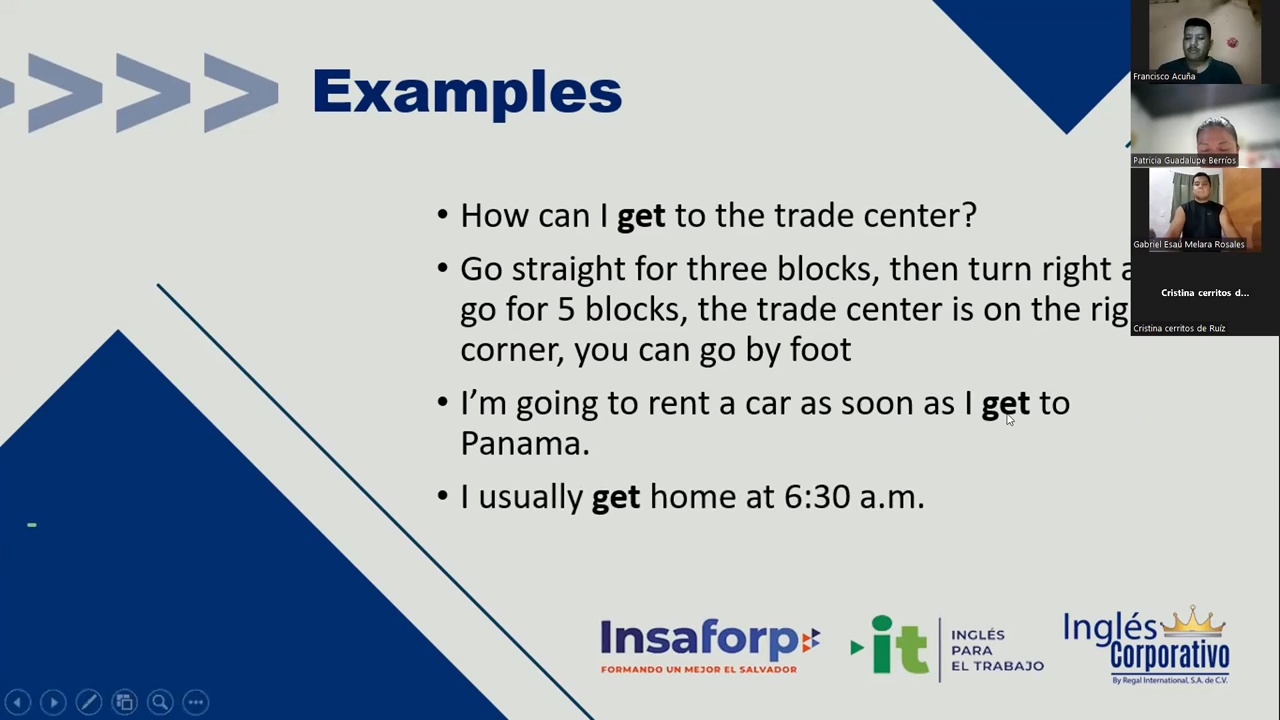 Examples
• How can I get to the trade center?
• Go straight for three blocks, then turn right a
go for 5 blocks, the trade center is on the rig
corner, you can go by foot
• I'm going to rent a car as soon as I get to
Panama.
• I usually get home at 6:30 a.m.
Francisco Acuña
Patricia Guadalupe Berríos
Gabriel Esaú Melara Rosales
Cristina cerritos d...
Cristina cerritos de Ruíz
Insaforp
FORMANDO UN MEJOR EL SALVADOR
it
INGLÉS
PARA
EL TRABAJO
Inglés
Corporativo
By Regal International, S.A. de C.V.